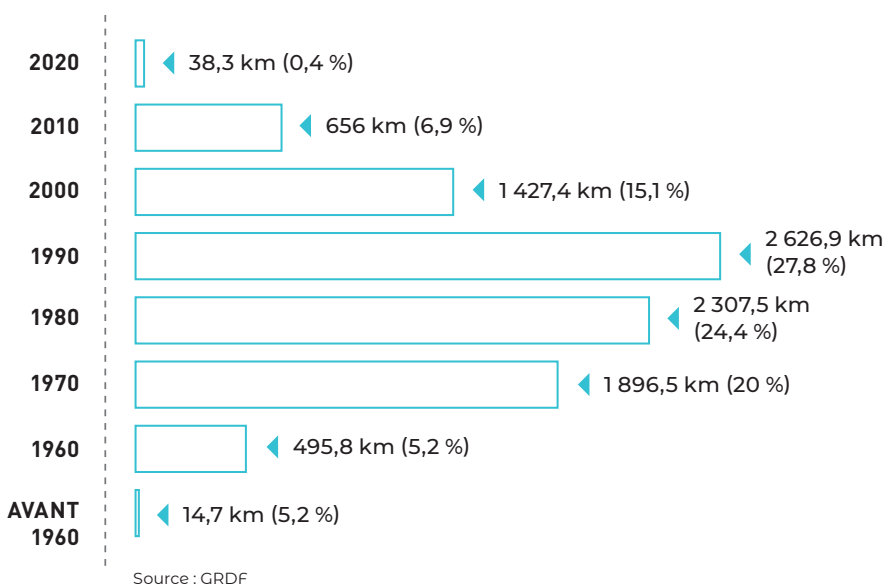 2020
38,3 km (0,4 %)
2010
656 km (6,9 %)
2000
1 427,4 km (15,1 %)
1990
2 626,9 km
(27,8 %)
1980
2 307,5 km
(24,4 %)
1970
1 896,5 km (20 %)
1960
495,8 km (5,2 %)
AVANT
1960
14,7 km (5,2 %)
Source : GRDF